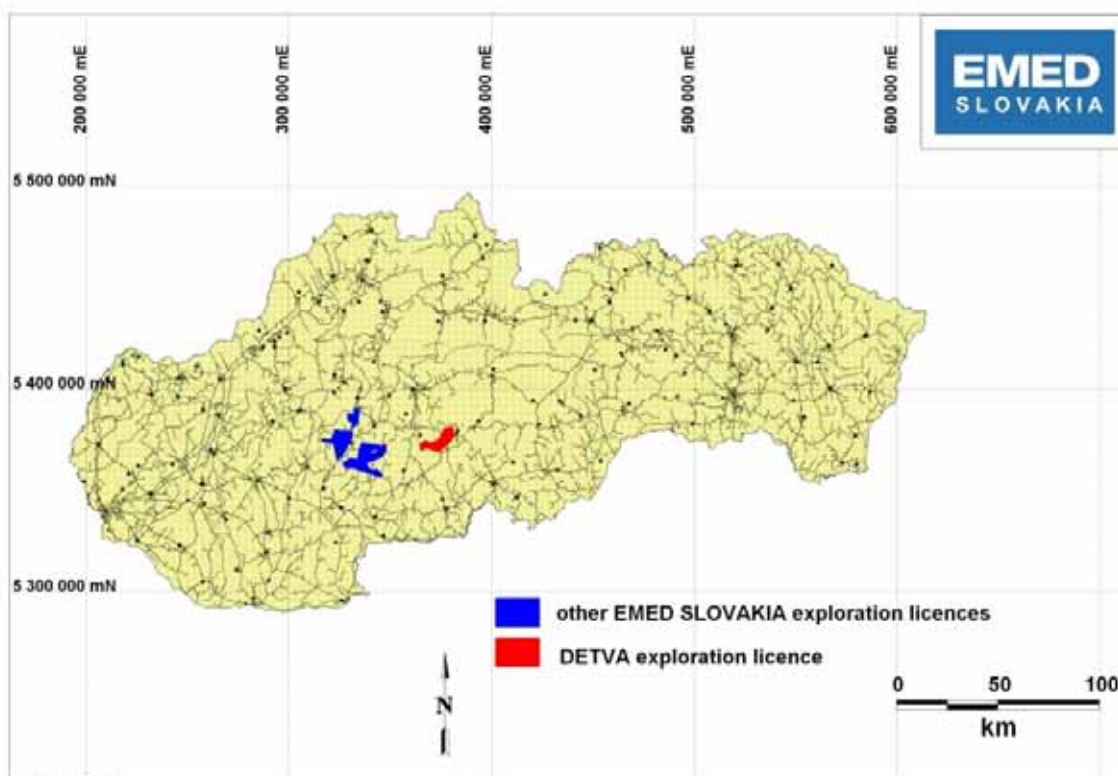 200 000 mE
300 000 mE
400 000 mE
500 000 mE
600 000 mE
EMED
SLOVAKIA
5 500 000 mN
5 400 000 mN
5 300 000 mN
other EMED SLOVAKIA exploration licences
DETVA exploration licence
N
0 50 100
km